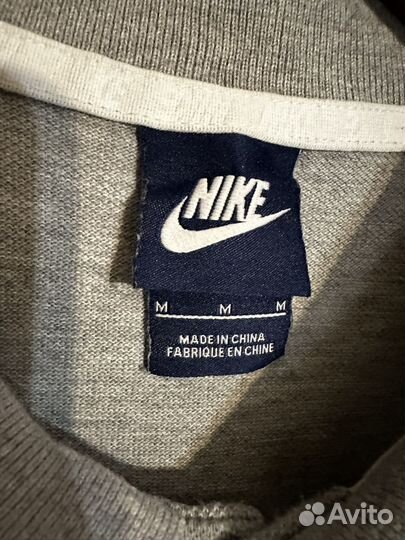 NIKE
M M M
MADE IN CHINA
FABRIQUE EN CHINE
Avito